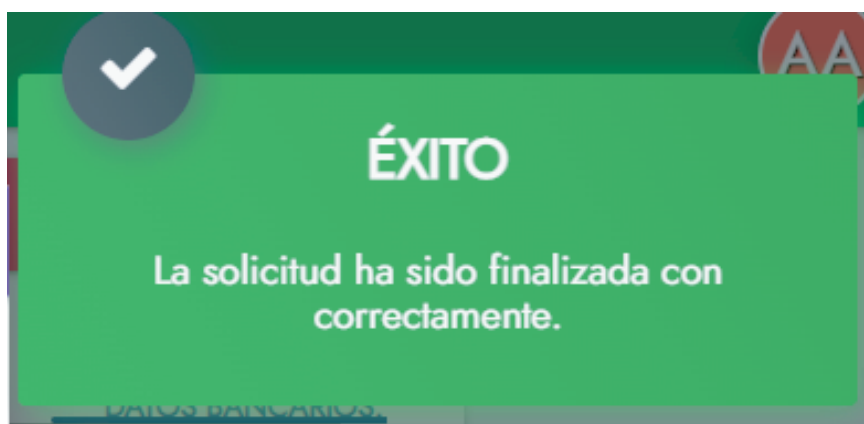 AA
ÉXITO
La solicitud ha sido finalizada con
correctamente.
DATOS BANCARIOS.